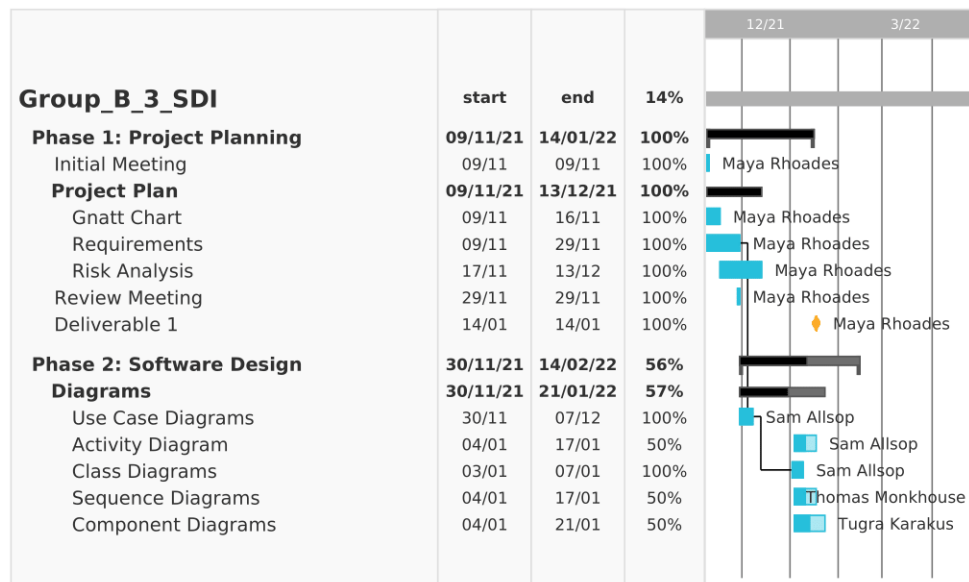 12/21 3/22
Group_B_3_SDI start end 14%
Phase 1: Project Planning 09/11/21 14/01/22 100%
Initial Meeting 09/11 09/11 100% Maya Rhoades
Project Plan 09/11/21 13/12/21 100%
Gnatt Chart 09/11 16/11 100% Maya Rhoades
Requirements 09/11 29/11 100% Maya Rhoades
Risk Analysis 17/11 13/12 100% Maya Rhoades
Review Meeting 29/11 29/11 100% Maya Rhoades
Deliverable 1 14/01 14/01 100% Maya Rhoades
Phase 2: Software Design 30/11/21 14/02/22 56%
Diagrams 30/11/21 21/01/22 57%
Use Case Diagrams 30/11 07/12 100% Sam Allsop
Activity Diagram 04/01 17/01 50% Sam Allsop
Class Diagrams 03/01 07/01 100% Sam Allsop
Sequence Diagrams 04/01 17/01 50% Thomas Monkhouse
Component Diagrams 04/01 21/01 50% Tugra Karakus